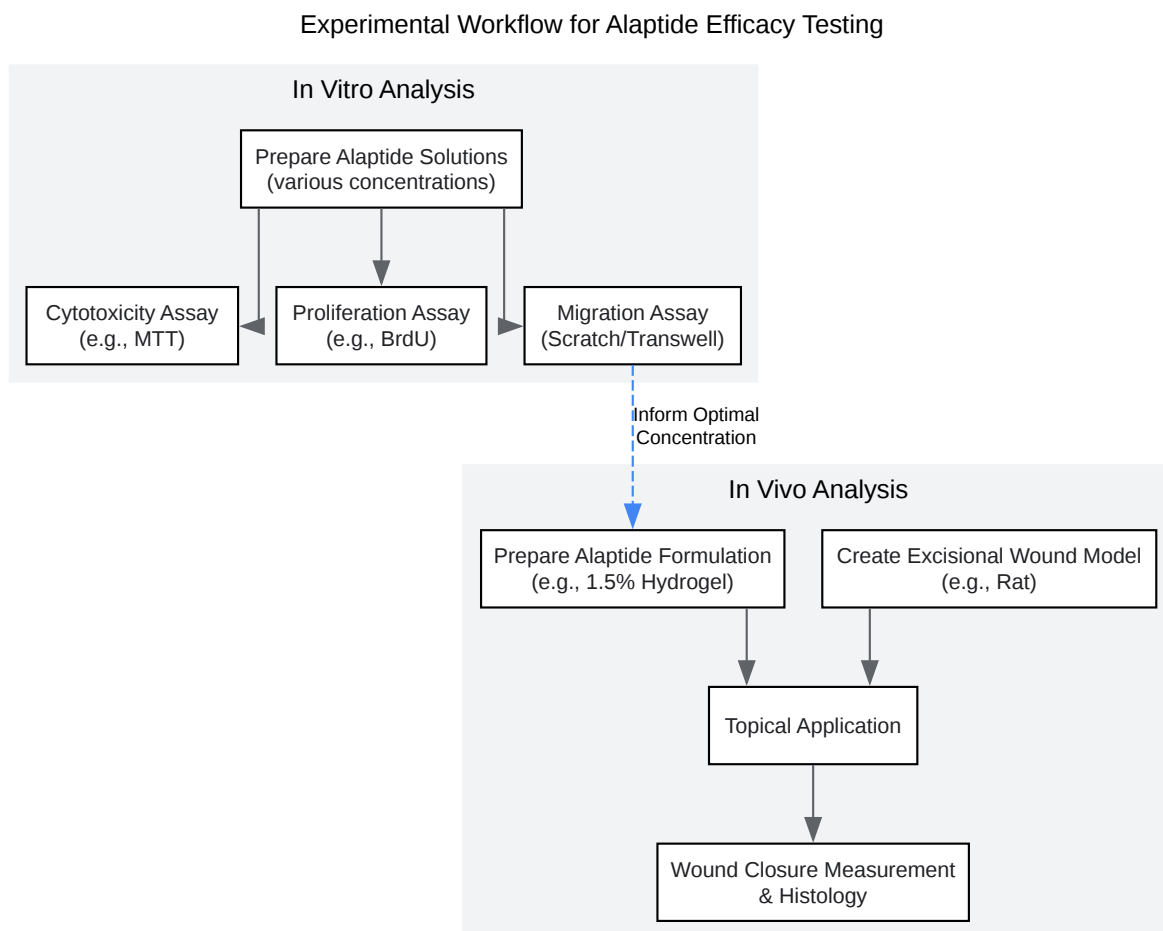 Experimental Workflow for Alaptide Efficacy Testing
In Vitro Analysis
Prepare Alaptide Solutions
(various concentrations)
Cytotoxicity Assay
(e.g., MTT)
Proliferation Assay
(e.g., BrdU)
Migration Assay
(Scratch/Transwell)
Inform Optimal
Concentration
In Vivo Analysis
Prepare Alaptide Formulation
(e.g., 1.5% Hydrogel)
Create Excisional Wound Model
(e.g., Rat)
Topical Application
Wound Closure Measurement
& Histology